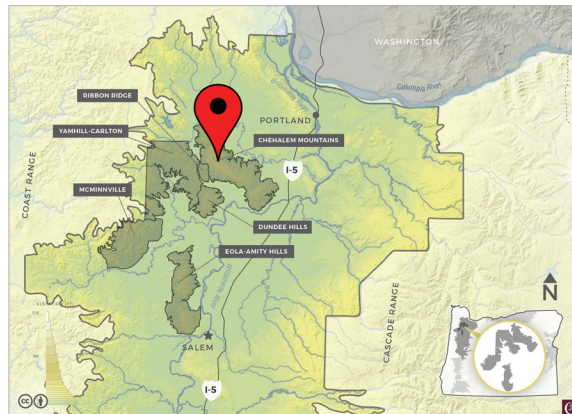 WASHINGTON
Columbia River
RIBBON RIDGE
PORTLAND
YAMHILL-CARLTON
CHEHALEM MOUNTAINS
I-5
COAST RANGE
MCMINNVILLE
DUNDEE HILLS
EOLA-AMITY HILLS
CASCADE RANGE
N
SALEM
I-5
CC